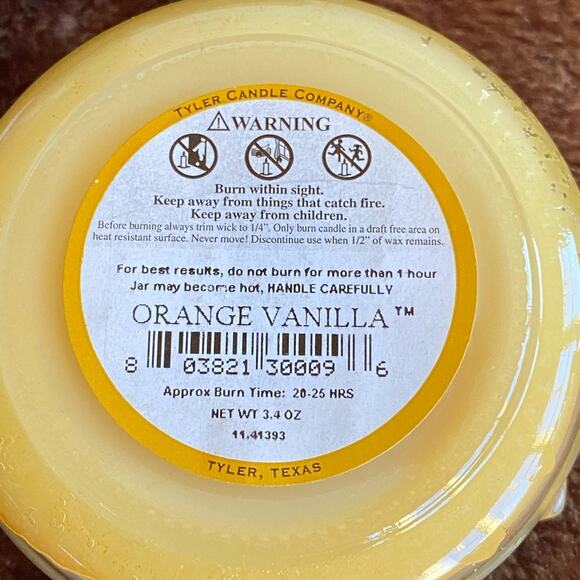 TYLER CANDLE COMPANY®
⚠WARNING
Burn within sight.
Keep away from things that catch fire.
Keep away from children.
Before burning always trim wick to 1/4". Only burn candle in a draft free area on
heat resistant surface. Never move! Discontinue use when 1/2" of wax remains.
For best results, do not burn for more than 1 hour
Jar may become hot, HANDLE CAREFULLY
ORANGE VANILLA™
8 03821 30009 6
Approx Burn Time: 20-25 HRS
NET WT 3.4 OZ
11.41393
TYLER, TEXAS